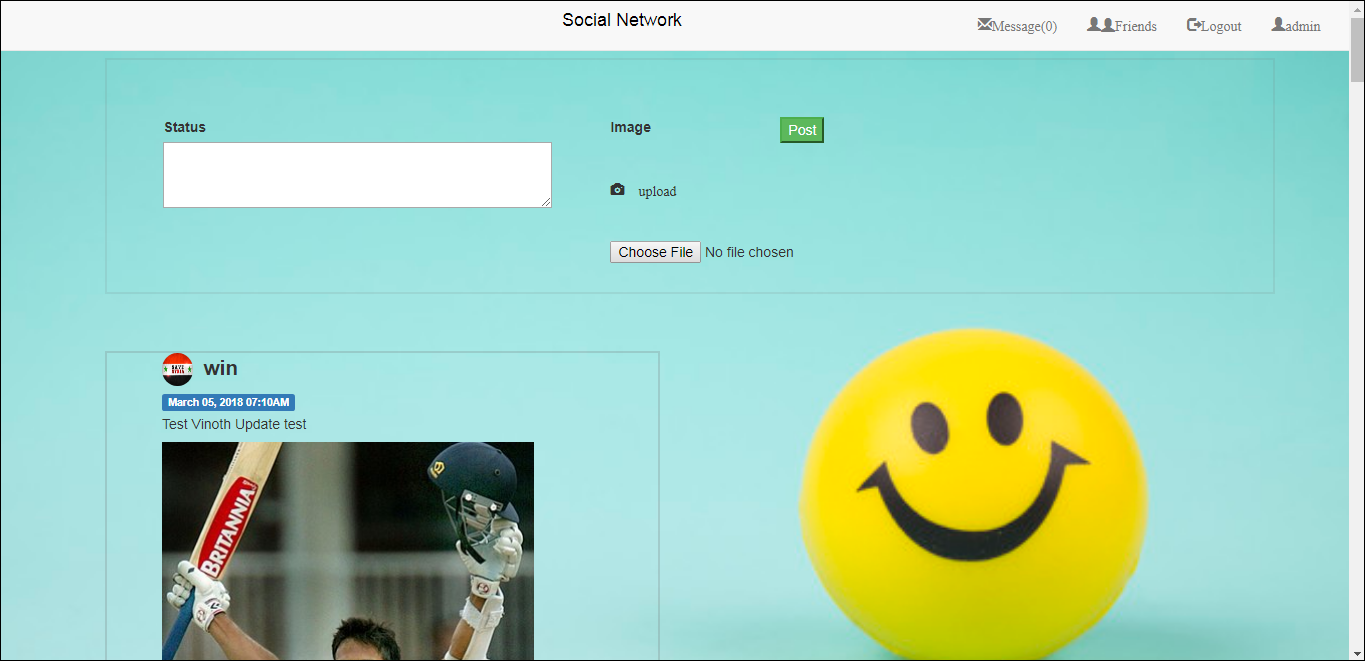 Social Network
Message(0) Friends Logout admin
Status
Image
Post
upload
Choose File No file chosen
win
March 05, 2018 07:10AM
Test Vinoth Update test
BRITANNIA